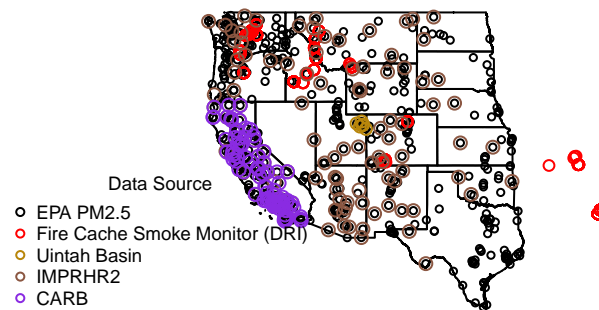 Data Source
EPA PM2.5
Fire Cache Smoke Monitor (DRI)
Uintah Basin
IMPRHR2
CARB